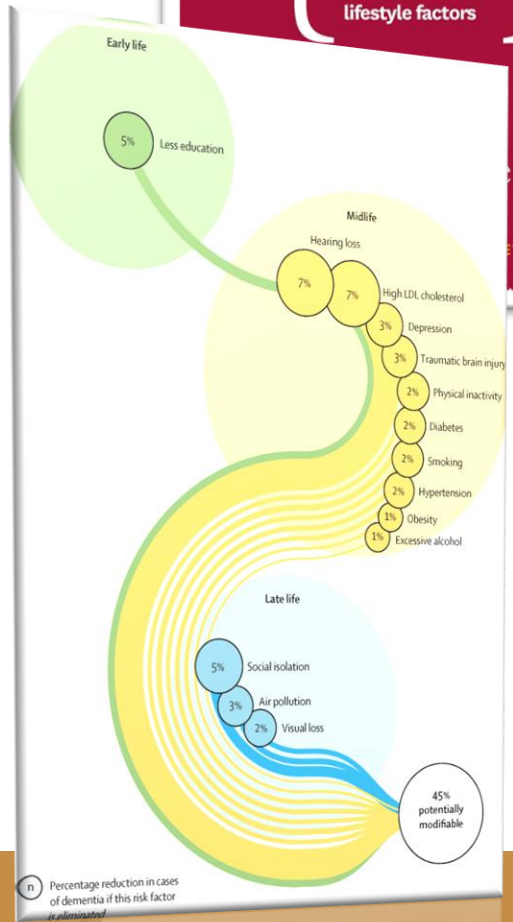 lifestyle factors
Early life
5%
Less education
Midlife
Hearing loss
7%
7%
High LDL cholesterol
3%
Depression
3%
Traumatic brain injury
2%
Physical inactivity
2%
Diabetes
2%
Smoking
2%
Hypertension
1%
Obesity
1%
Excessive alcohol
Late life
5%
Social isolation
3%
Air pollution
2%
Visual loss
45%
potentially
modifiable
n
Percentage reduction in cases
of dementia if this risk factor
is eliminated